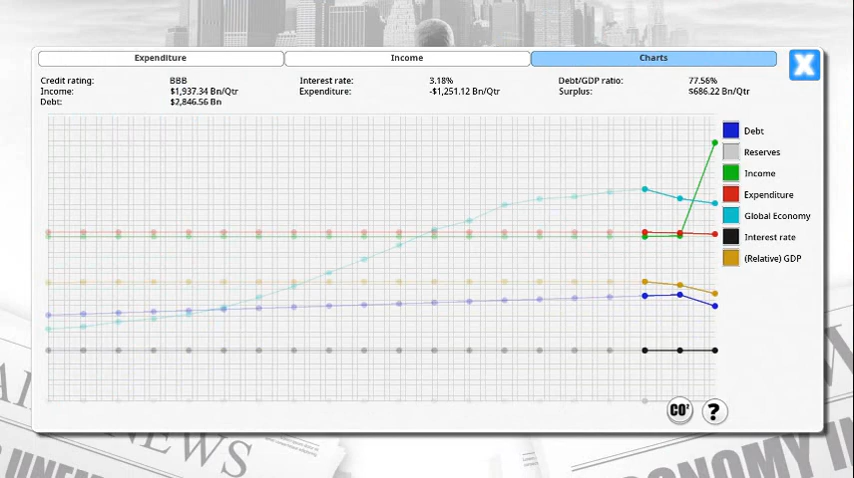 Expenditure Income Charts
Credit rating: BBB Interest rate: 3.18% Debt/GDP ratio: 77.56%
Income: $1,937.34 Bn/Qtr Expenditure: -$1,251.12 Bn/Qtr Surplus: $686.22 Bn/Qtr
Debt: $2,846.56 Bn
X
Debt
Reserves
Income
Expenditure
Global Economy
Interest rate
(Relative) GDP
CO² ?
NEWS